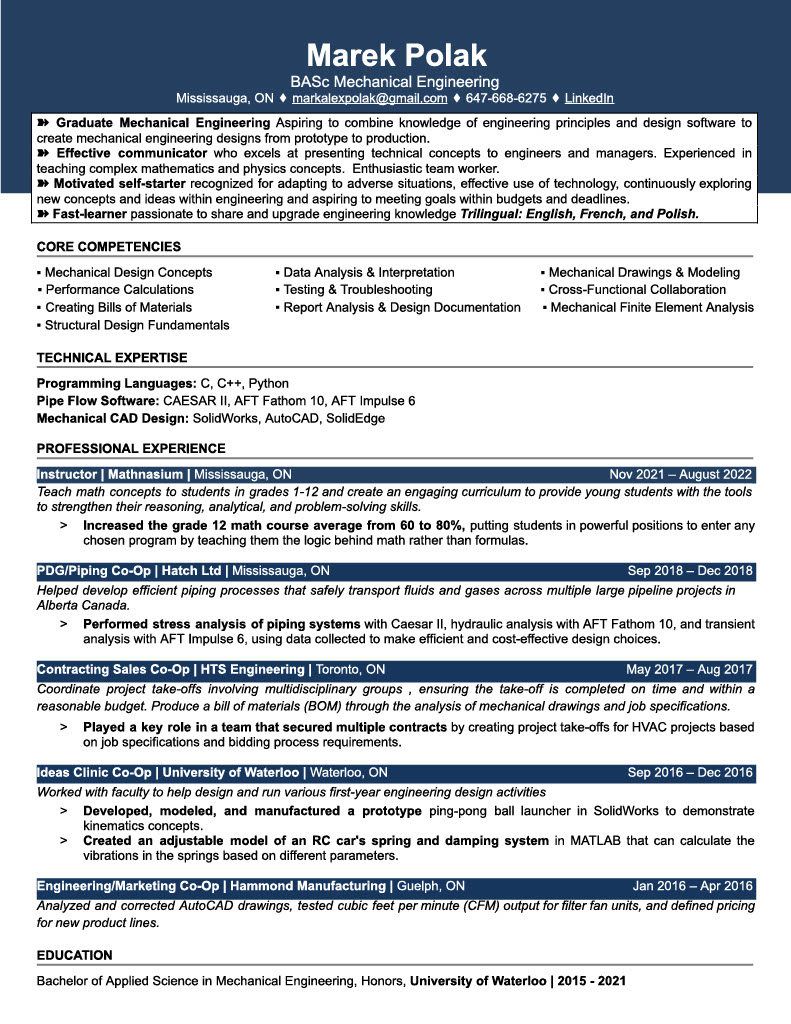 Marek Polak
BASc Mechanical Engineering
Mississauga, ON ♦ markalexpolak@gmail.com ♦ 647-668-6275 ♦ LinkedIn
➽ Graduate Mechanical Engineering Aspiring to combine knowledge of engineering principles and design software to
create mechanical engineering designs from prototype to production.
➽ Effective communicator who excels at presenting technical concepts to engineers and managers. Experienced in
teaching complex mathematics and physics concepts. Enthusiastic team worker.
➽ Motivated self-starter recognized for adapting to adverse situations, effective use of technology, continuously exploring
new concepts and ideas within engineering and aspiring to meeting goals within budgets and deadlines.
➽ Fast-learner passionate to share and upgrade engineering knowledge Trilingual: English, French, and Polish.
CORE COMPETENCIES
▪ Mechanical Design Concepts ▪ Data Analysis & Interpretation ▪ Mechanical Drawings & Modeling
▪ Performance Calculations ▪ Testing & Troubleshooting ▪ Cross-Functional Collaboration
▪ Creating Bills of Materials ▪ Report Analysis & Design Documentation ▪ Mechanical Finite Element Analysis
▪ Structural Design Fundamentals
TECHNICAL EXPERTISE
Programming Languages: C, C++, Python
Pipe Flow Software: CAESAR II, AFT Fathom 10, AFT Impulse 6
Mechanical CAD Design: SolidWorks, AutoCAD, SolidEdge
PROFESSIONAL EXPERIENCE
Instructor | Mathnasium | Mississauga, ON Nov 2021 – August 2022
Teach math concepts to students in grades 1-12 and create an engaging curriculum to provide young students with the tools
to strengthen their reasoning, analytical, and problem-solving skills.
> Increased the grade 12 math course average from 60 to 80%, putting students in powerful positions to enter any
chosen program by teaching them the logic behind math rather than formulas.
PDG/Piping Co-Op | Hatch Ltd | Mississauga, ON Sep 2018 – Dec 2018
Helped develop efficient piping processes that safely transport fluids and gases across multiple large pipeline projects in
Alberta Canada.
> Performed stress analysis of piping systems with Caesar II, hydraulic analysis with AFT Fathom 10, and transient
analysis with AFT Impulse 6, using data collected to make efficient and cost-effective design choices.
Contracting Sales Co-Op | HTS Engineering | Toronto, ON May 2017 – Aug 2017
Coordinate project take-offs involving multidisciplinary groups , ensuring the take-off is completed on time and within a
reasonable budget. Produce a bill of materials (BOM) through the analysis of mechanical drawings and job specifications.
> Played a key role in a team that secured multiple contracts by creating project take-offs for HVAC projects based
on job specifications and bidding process requirements.
Ideas Clinic Co-Op | University of Waterloo | Waterloo, ON Sep 2016 – Dec 2016
Worked with faculty to help design and run various first-year engineering design activities
> Developed, modeled, and manufactured a prototype ping-pong ball launcher in SolidWorks to demonstrate
kinematics concepts.
> Created an adjustable model of an RC car's spring and damping system in MATLAB that can calculate the
vibrations in the springs based on different parameters.
Engineering/Marketing Co-Op | Hammond Manufacturing | Guelph, ON Jan 2016 – Apr 2016
Analyzed and corrected AutoCAD drawings, tested cubic feet per minute (CFM) output for filter fan units, and defined pricing
for new product lines.
EDUCATION
Bachelor of Applied Science in Mechanical Engineering, Honors, University of Waterloo | 2015 - 2021